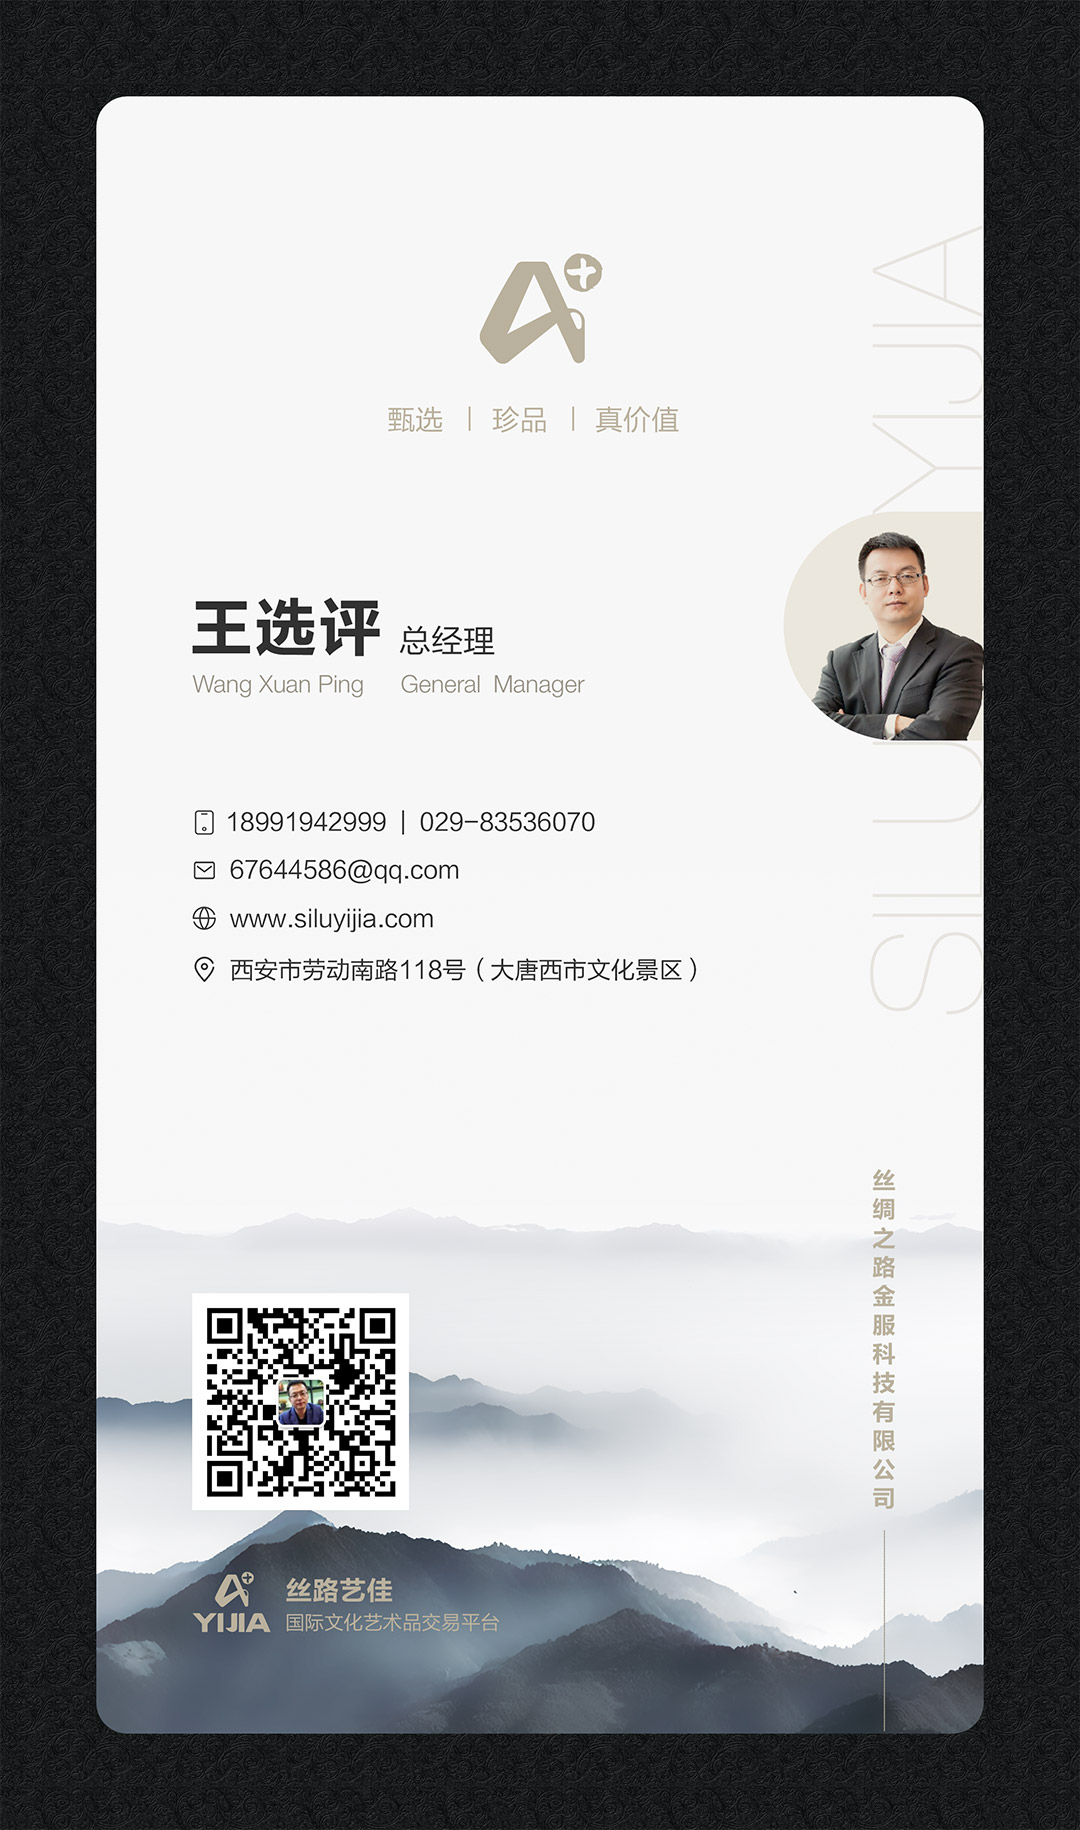 A+
甄选 | 珍品 | 真价值
SILU YIJIA
王选评 总经理
Wang Xuan Ping General Manager
18991942999 | 029-83536070
67644586@qq.com
www.siluyijia.com
西安市劳动南路118号（大唐西市文化景区）
丝绸之路金服科技有限公司
A+
YIJIA
丝路艺佳
国际文化艺术品交易平台